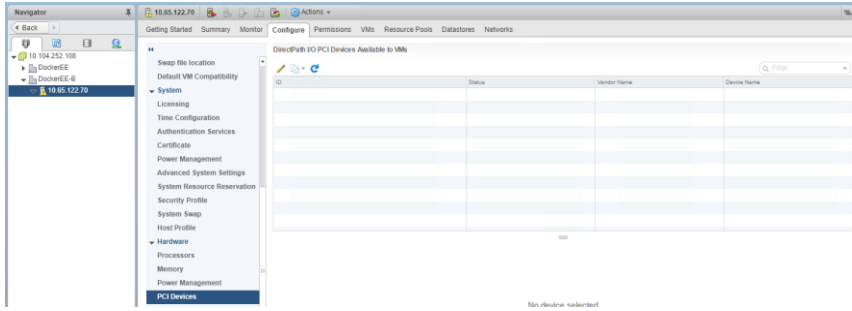 Navigator
10.65.122.70
Actions
Back
Getting Started Summary Monitor Configure Permissions VMs Resource Pools Datastores Networks
10.104.252.108
DockerEE
DockerEE-B
10.65.122.70
Swap file location
Default VM Compatibility
System
Licensing
Time Configuration
Authentication Services
Certificate
Power Management
Advanced System Settings
System Resource Reservation
Security Profile
System Swap
Host Profile
Hardware
Processors
Memory
Power Management
PCI Devices
DirectPath I/O PCI Devices Available to VMs
Filter
ID Status Vendor Name Device Name
No device selected